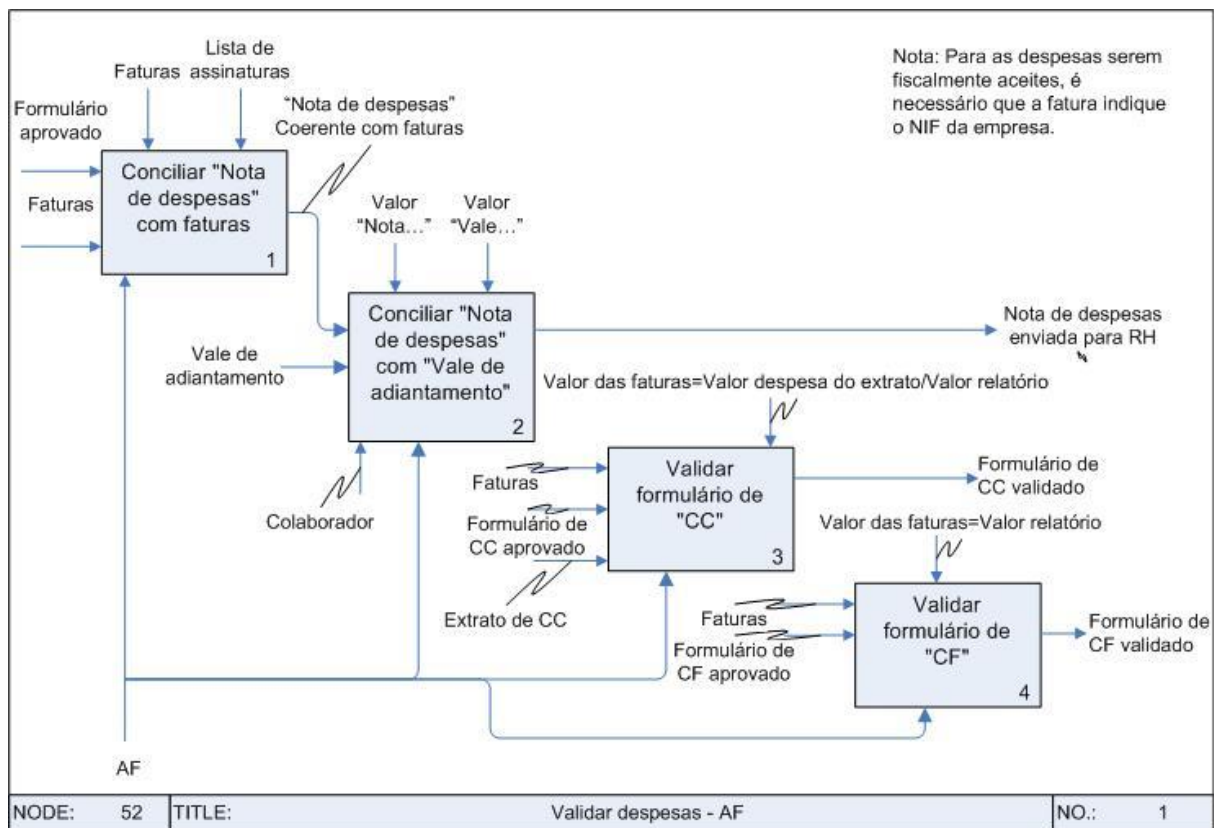 Lista de
Faturas assinaturas
Formulário
aprovado
Faturas
Conciliar "Nota
de despesas"
com faturas
1
“Nota de despesas”
Coerente com faturas
Nota: Para as despesas serem
fiscalmente aceites, é
necessário que a fatura indique
o NIF da empresa.
Valor
“Nota…”
Valor
“Vale…”
Vale de
adiantamento
Conciliar "Nota
de despesas"
com "Vale de
adiantamento"
2
Nota de despesas
enviada para RH
Colaborador
Valor das faturas=Valor despesa do extrato/Valor relatório
Faturas
Formulário de
CC aprovado
Extrato de CC
Validar
formulário de
"CC"
3
Formulário de
CC validado
Valor das faturas=Valor relatório
Faturas
Formulário de
CF aprovado
Validar
formulário de
"CF"
4
Formulário de
CF validado
AF
NODE: 52 TITLE: Validar despesas - AF NO.: 1